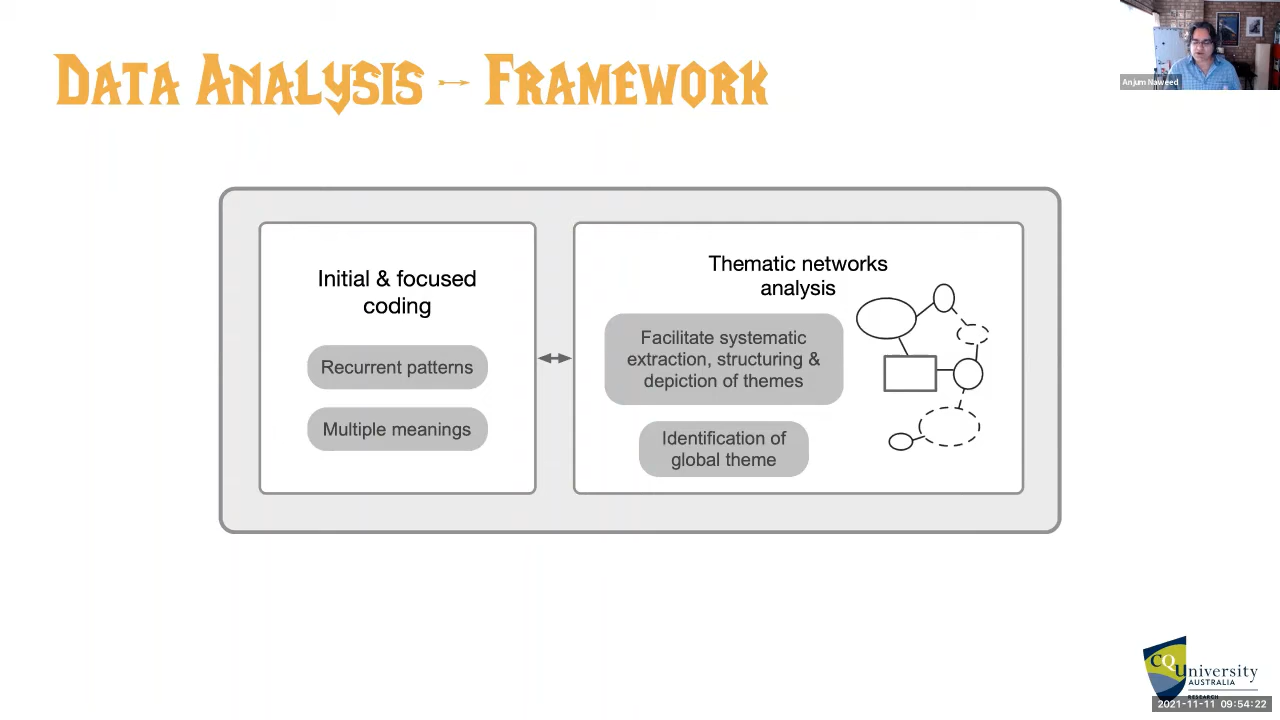 Data Analysis → Framework
Anjum Naweed
Initial & focused
coding
Recurrent patterns
Multiple meanings
Thematic networks
analysis
Facilitate systematic
extraction, structuring &
depiction of themes
Identification of
global theme
CQUniversity
AUSTRALIA
RESEARCH
2021-11-11 09:54:22